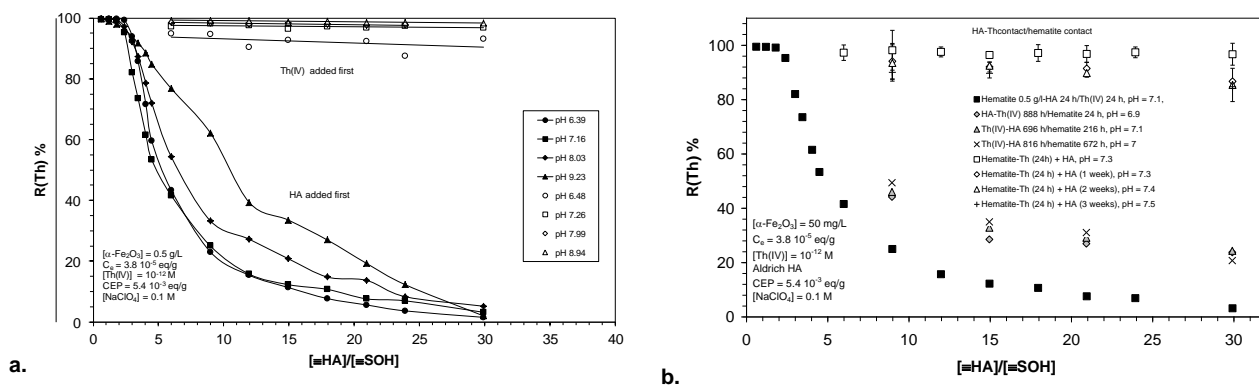 R(Th) %
100
80
60
40
20
0
0 5 10 15 20 25 30 35 40
[≡HA]/[≡SOH]
Th(IV) added first
HA added first
pH 6.39
pH 7.16
pH 8.03
pH 9.23
pH 6.48
pH 7.26
pH 7.99
pH 8.94
[α-Fe₂O₃] = 0.5 g/L
Cₑ = 3.8 10⁻⁵ eq/g
[Th(IV)] = 10⁻¹² M
CEP = 5.4 10⁻³ eq/g
[NaClO₄] = 0.1 M
a.
R(Th) %
100
80
60
40
20
0
0 5 10 15 20 25 30
[≡HA]/[≡SOH]
HA-Thcontact/hematite contact
Hematite 0.5 g/l-HA 24 h/Th(IV) 24 h, pH = 7.1,
HA-Th(IV) 888 h/Hematite 24 h, pH = 6.9
Th(IV)-HA 696 h/hematite 216 h, pH = 7.1
Th(IV)-HA 816 h/hematite 672 h, pH = 7
Hematite-Th (24h) + HA, pH = 7.3
Hematite-Th (24 h) + HA (1 week), pH = 7.3
Hematite-Th (24 h) + HA (2 weeks), pH = 7.4
Hematite-Th (24 h) + HA (3 weeks), pH = 7.5
[α-Fe₂O₃] = 50 mg/L
Cₑ = 3.8 10⁻⁵ eq/g
[Th(IV)] = 10⁻¹² M
Aldrich HA
CEP = 5.4 10⁻³ eq/g
[NaClO₄] = 0.1 M
b.